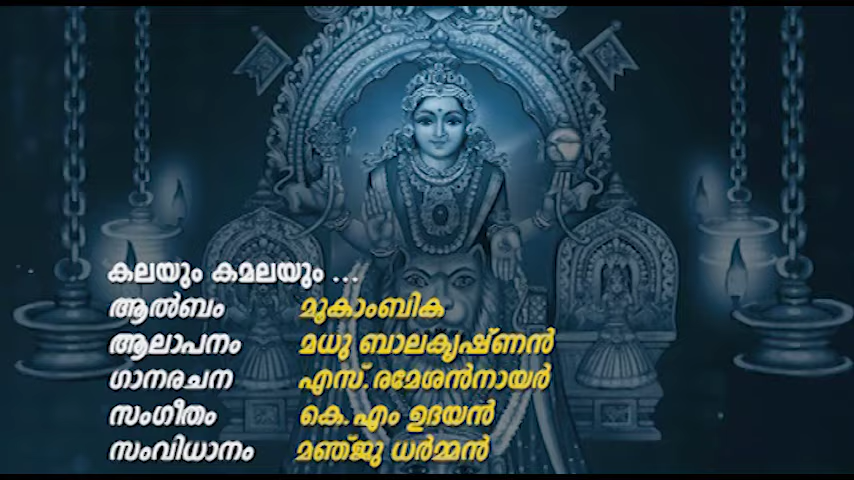 കലയും കമലയും ...
ആൽബം മൂകാംബിക
ആലാപനം മധു ബാലകൃഷ്ണൻ
ഗാനരചന എസ്.രമേശൻനായർ
സംഗീതം കെ.എം ഉദയൻ
സംവിധാനം മഞ്ജു ധർമ്മൻ